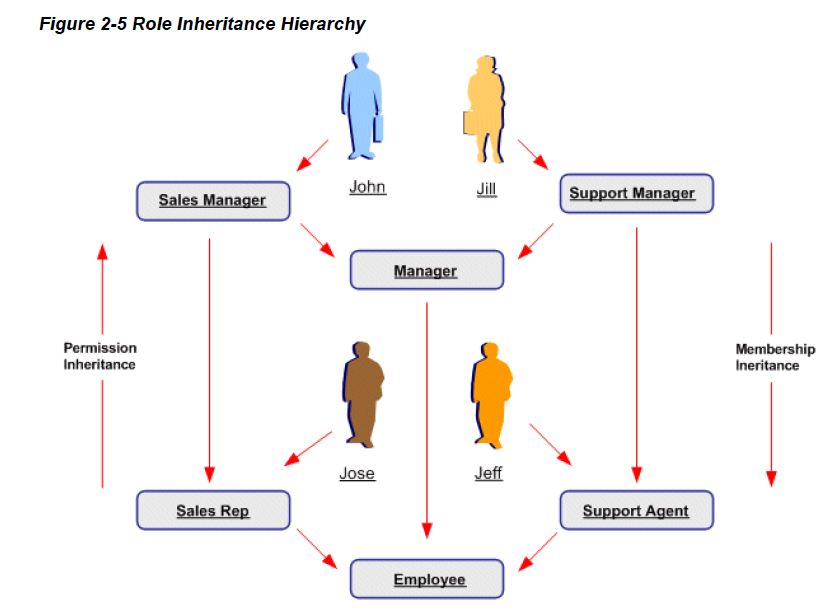 Figure 2-5 Role Inheritance Hierarchy
John
Jill
Sales Manager
Support Manager
Manager
Permission
Inheritance
Membership
Ineritance
Jose
Jeff
Sales Rep
Support Agent
Employee